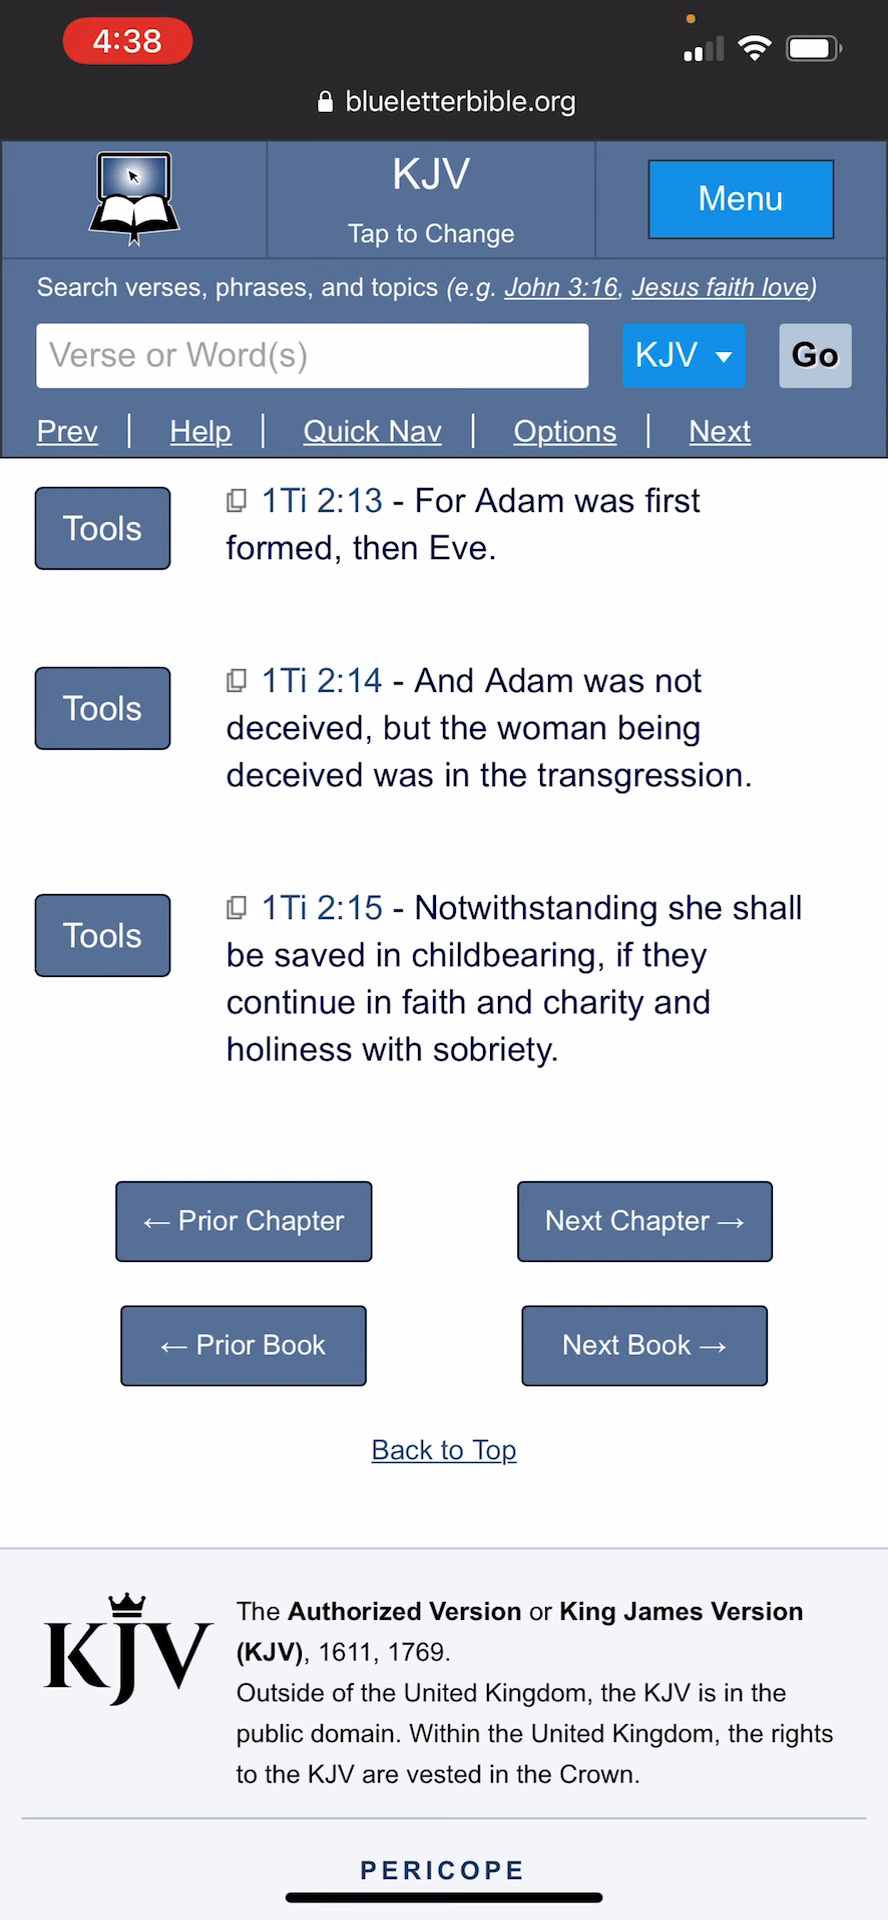 4:38
blueletterbible.org
KJV
Tap to Change
Menu
Search verses, phrases, and topics (e.g. John 3:16, Jesus faith love)
Verse or Word(s)
KJV
Go
Prev | Help | Quick Nav | Options | Next
Tools
1Ti 2:13 - For Adam was first
formed, then Eve.
Tools
1Ti 2:14 - And Adam was not
deceived, but the woman being
deceived was in the transgression.
Tools
1Ti 2:15 - Notwithstanding she shall
be saved in childbearing, if they
continue in faith and charity and
holiness with sobriety.
← Prior Chapter
Next Chapter →
← Prior Book
Next Book →
Back to Top
KJV
The Authorized Version or King James Version
(KJV), 1611, 1769.
Outside of the United Kingdom, the KJV is in the
public domain. Within the United Kingdom, the rights
to the KJV are vested in the Crown.
PERICOPE